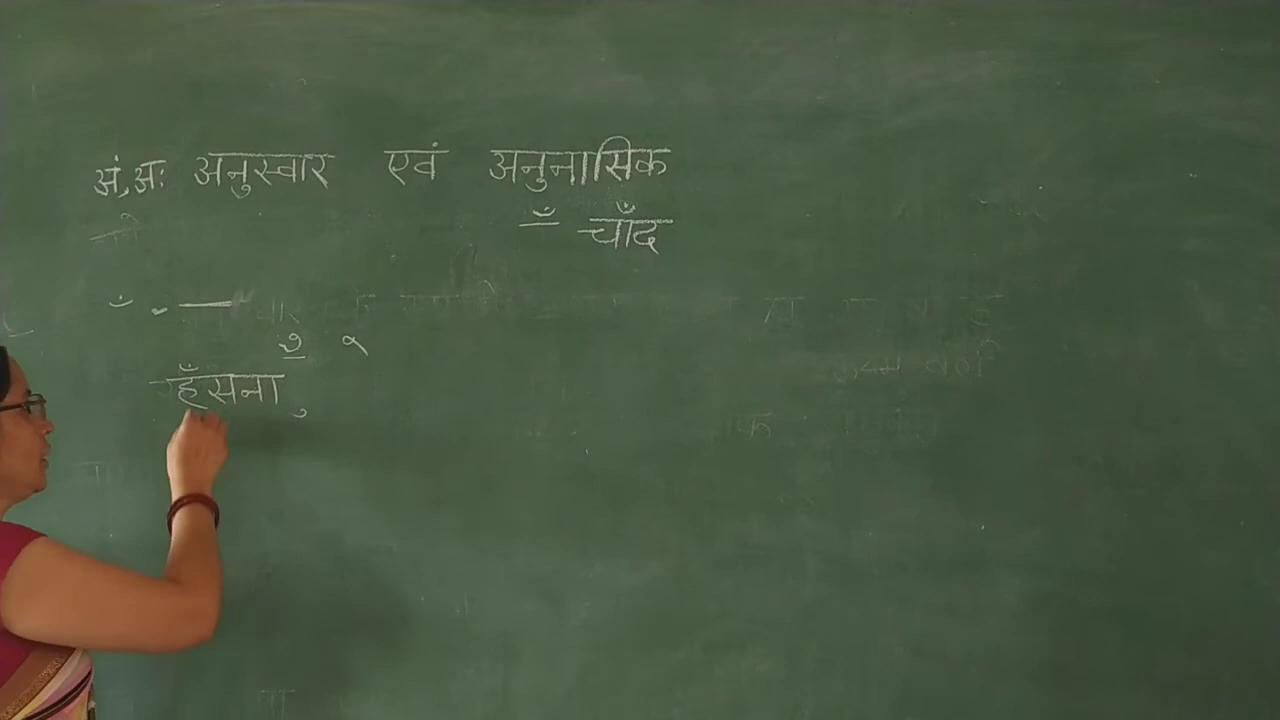 अं,अः अनुस्वार एवं अनुनासिक
ँ चाँद
ँ . —
हँसना